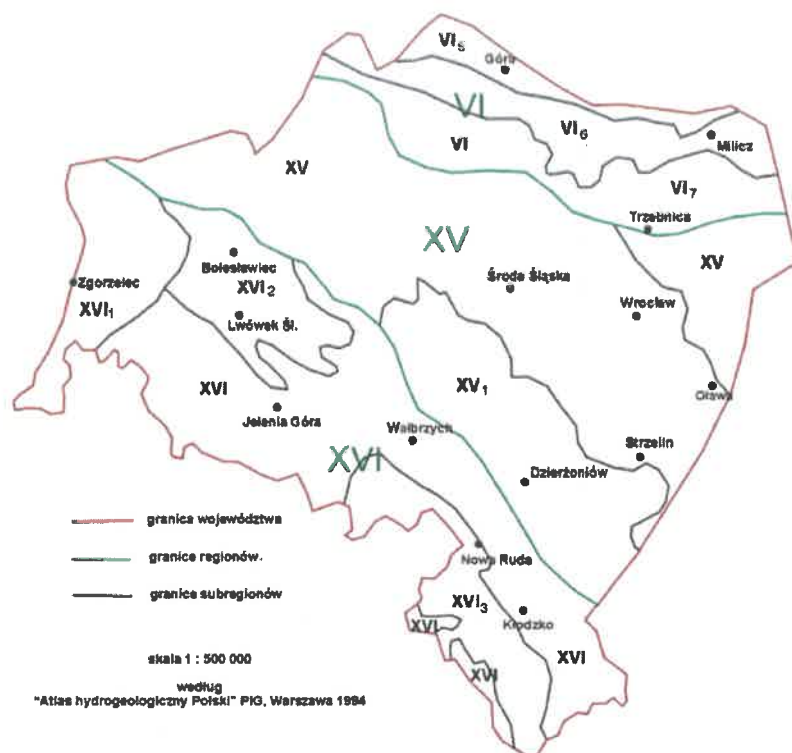 VI₅
Góra
VI
VI₆
Milicz
VI
XV
VI₇
Trzebnica
XV
XV
Bolesławiec
Środa Śląska
Zgorzelec
XVI₂
Wrocław
XVI₁
Lwówek Śl.
XV₁
Oława
XVI
Jelenia Góra
Wałbrzych
Strzelin
XVI
Dzierżoniów
granica województwa
granice regionów.
Nowa Ruda
granice subregionów
XVI₃
Kłodzko
XVI
XVI
XVI
skala 1 : 500 000
według
"Atlas hydrogeologiczny Polski" PIG, Warszawa 1994